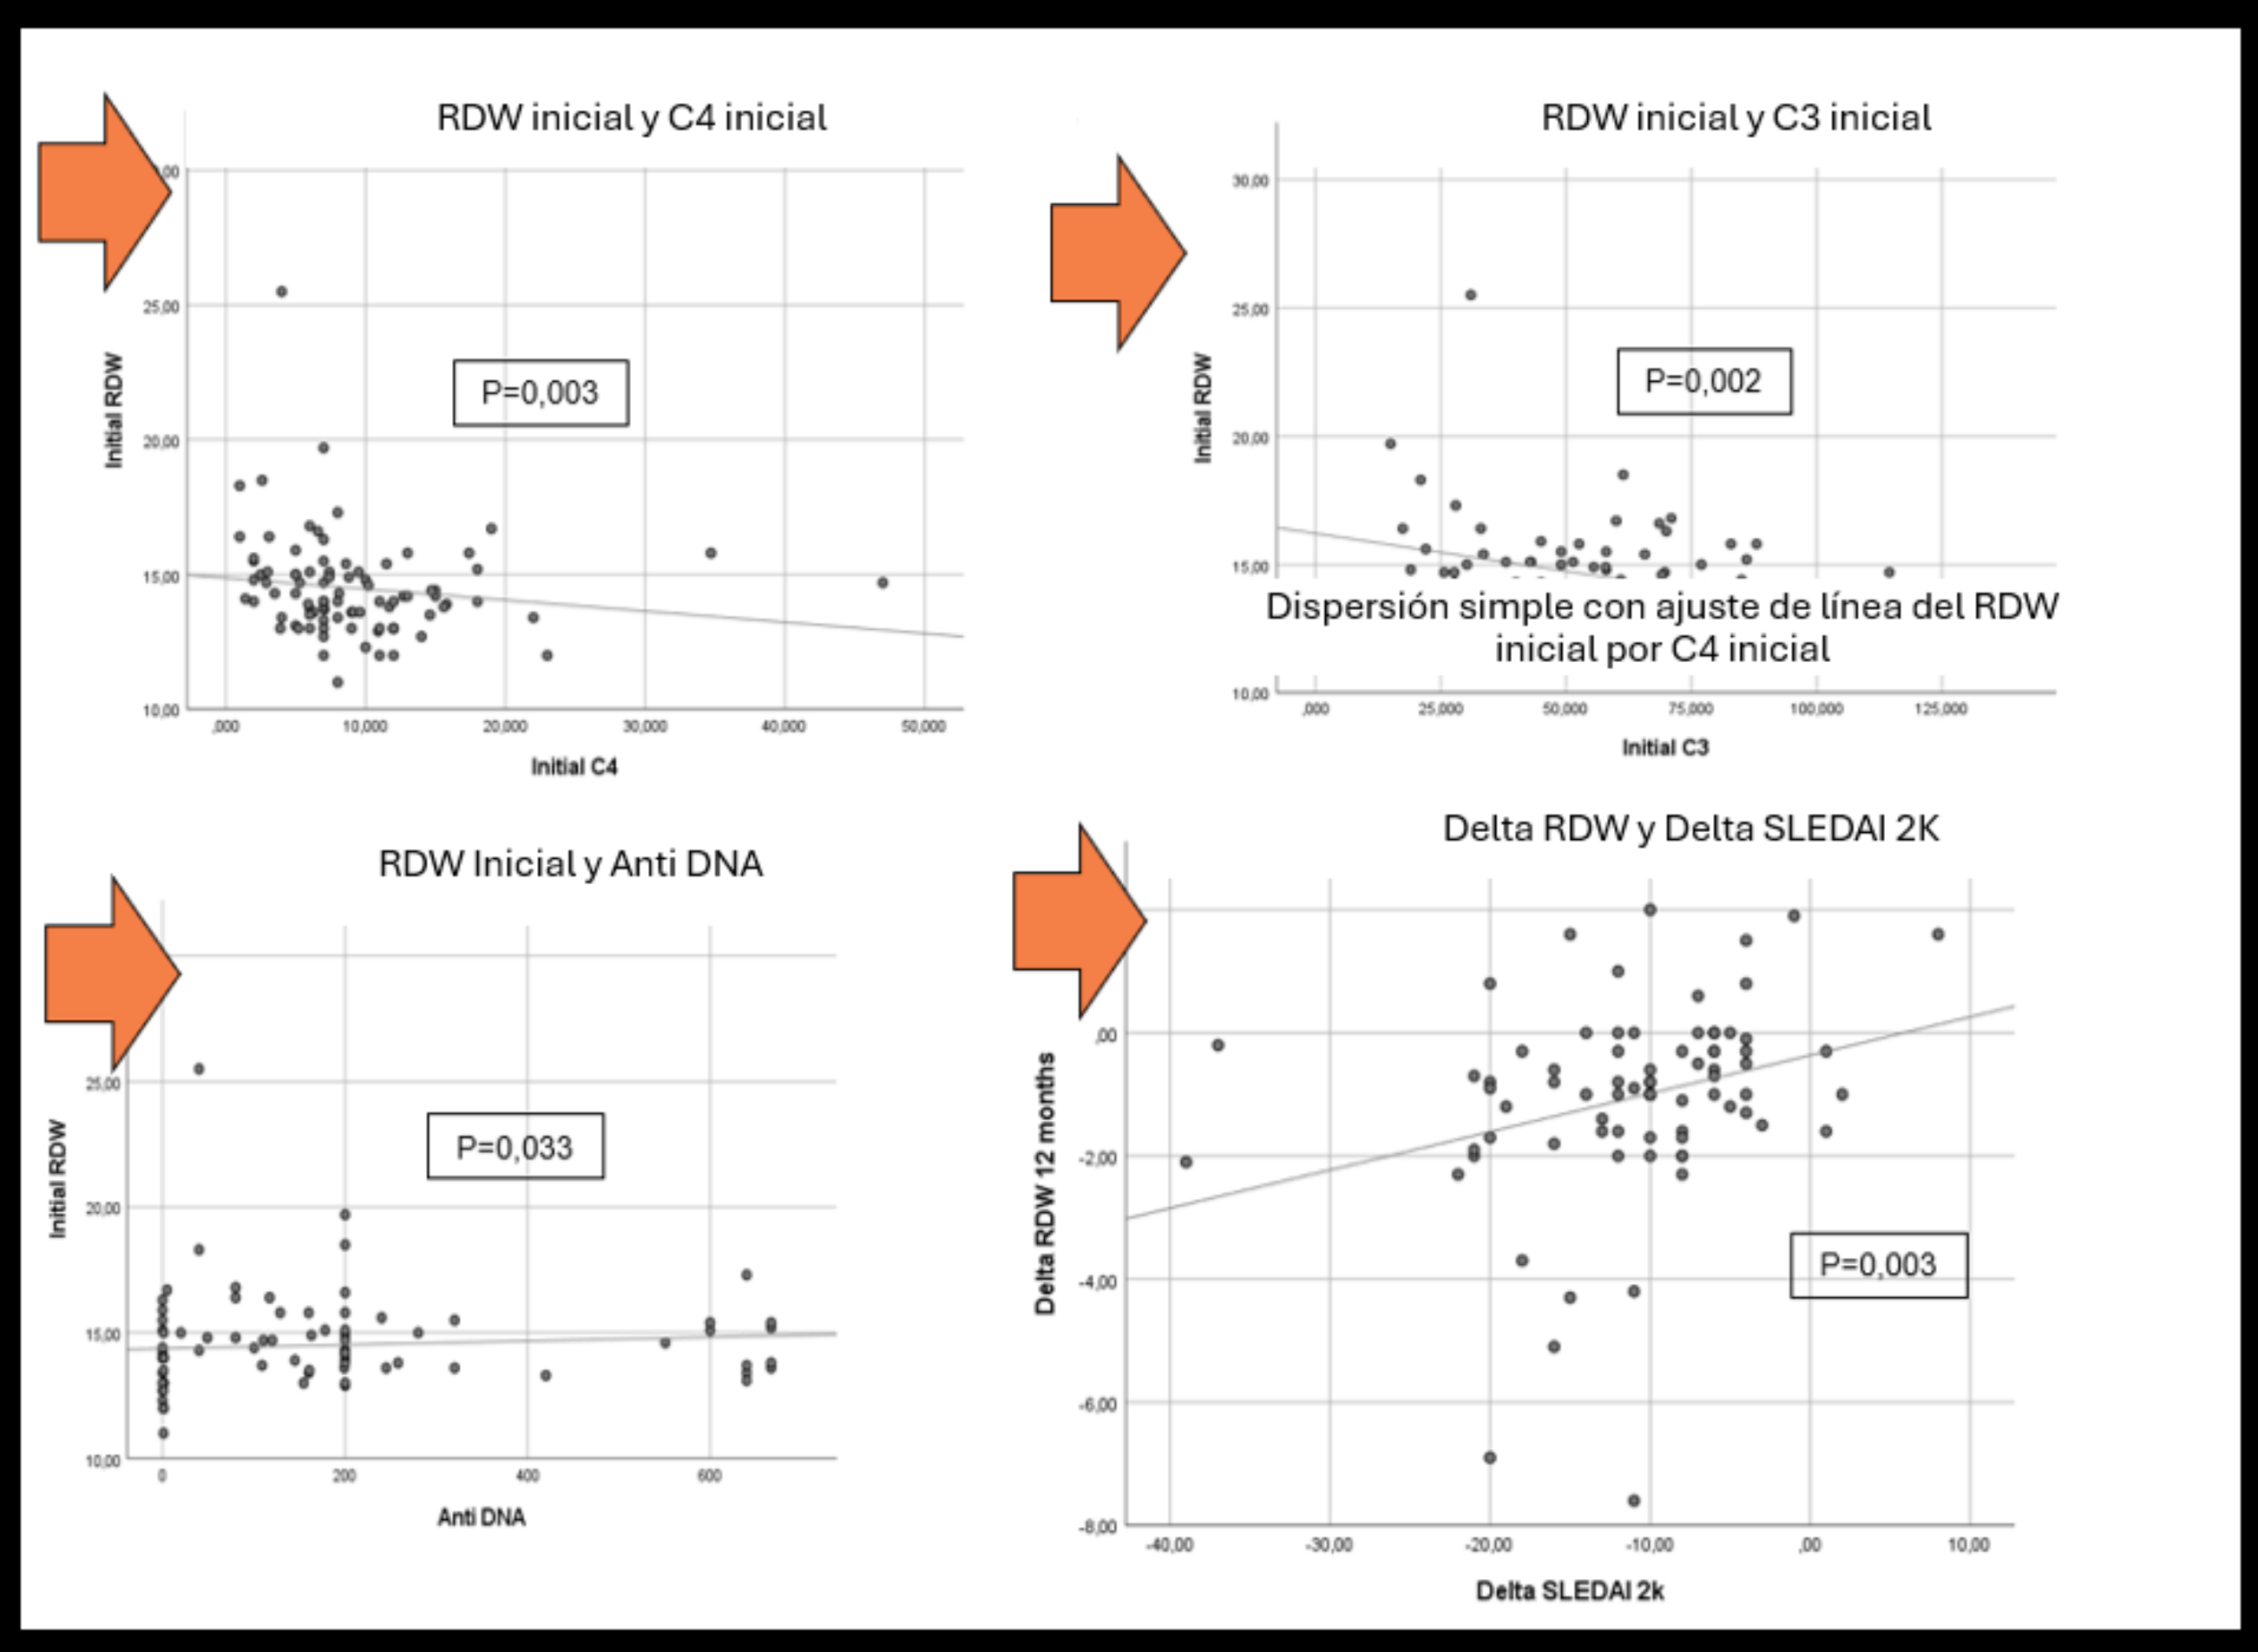 RDW inicial y C4 inicial
25,00
20,00
15,00
10,00
Initial RDW
P=0,003
,000
10,000
20,000
30,000
40,000
50,000
Initial C4
RDW inicial y C3 inicial
30,00
25,00
20,00
15,00
10,00
Initial RDW
P=0,002
Dispersión simple con ajuste de línea del RDW
inicial por C4 inicial
,000
25,000
50,000
75,000
100,000
125,000
Initial C3
RDW Inicial y Anti DNA
25,00
20,00
15,00
10,00
Initial RDW
P=0,033
0
200
400
600
Anti DNA
Delta RDW y Delta SLEDAI 2K
,00
-2,00
-4,00
-6,00
-8,00
Delta RDW 12 months
P=0,003
-40,00
-30,00
-20,00
-10,00
,00
10,00
Delta SLEDAI 2k